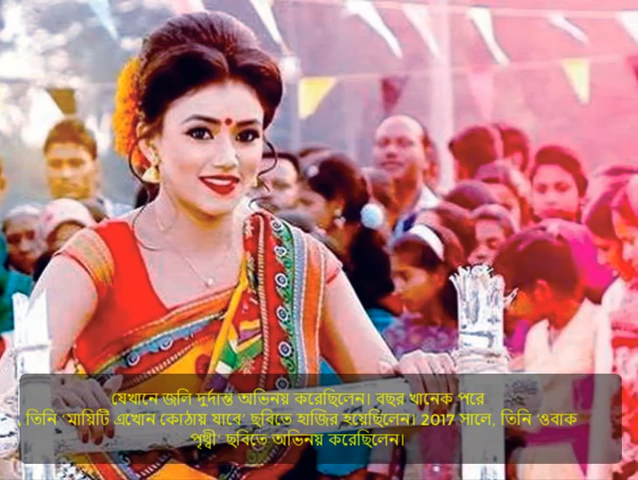 যেখানে জলি দুর্দান্ত অভিনয় করেছিলেন। বছর খানেক পরে
তিনি ‘মায়িটি এখোন কোঠায় যাবে’ ছবিতে হাজির হয়েছিলেন। 2017 সালে, তিনি ‘ওবাক
পৃথ্বী’ ছবিতে অভিনয় করেছিলেন।